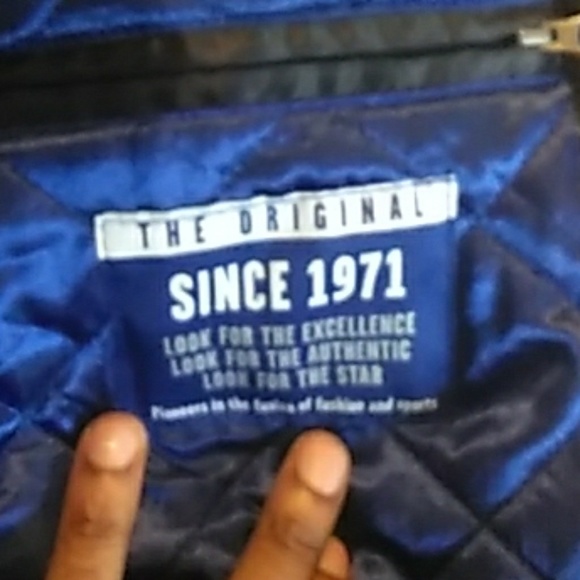 THE ORIGINAL
SINCE 1971
LOOK FOR THE EXCELLENCE
LOOK FOR THE AUTHENTIC
LOOK FOR THE STAR
Pioneers in the fusion of fashion and sports